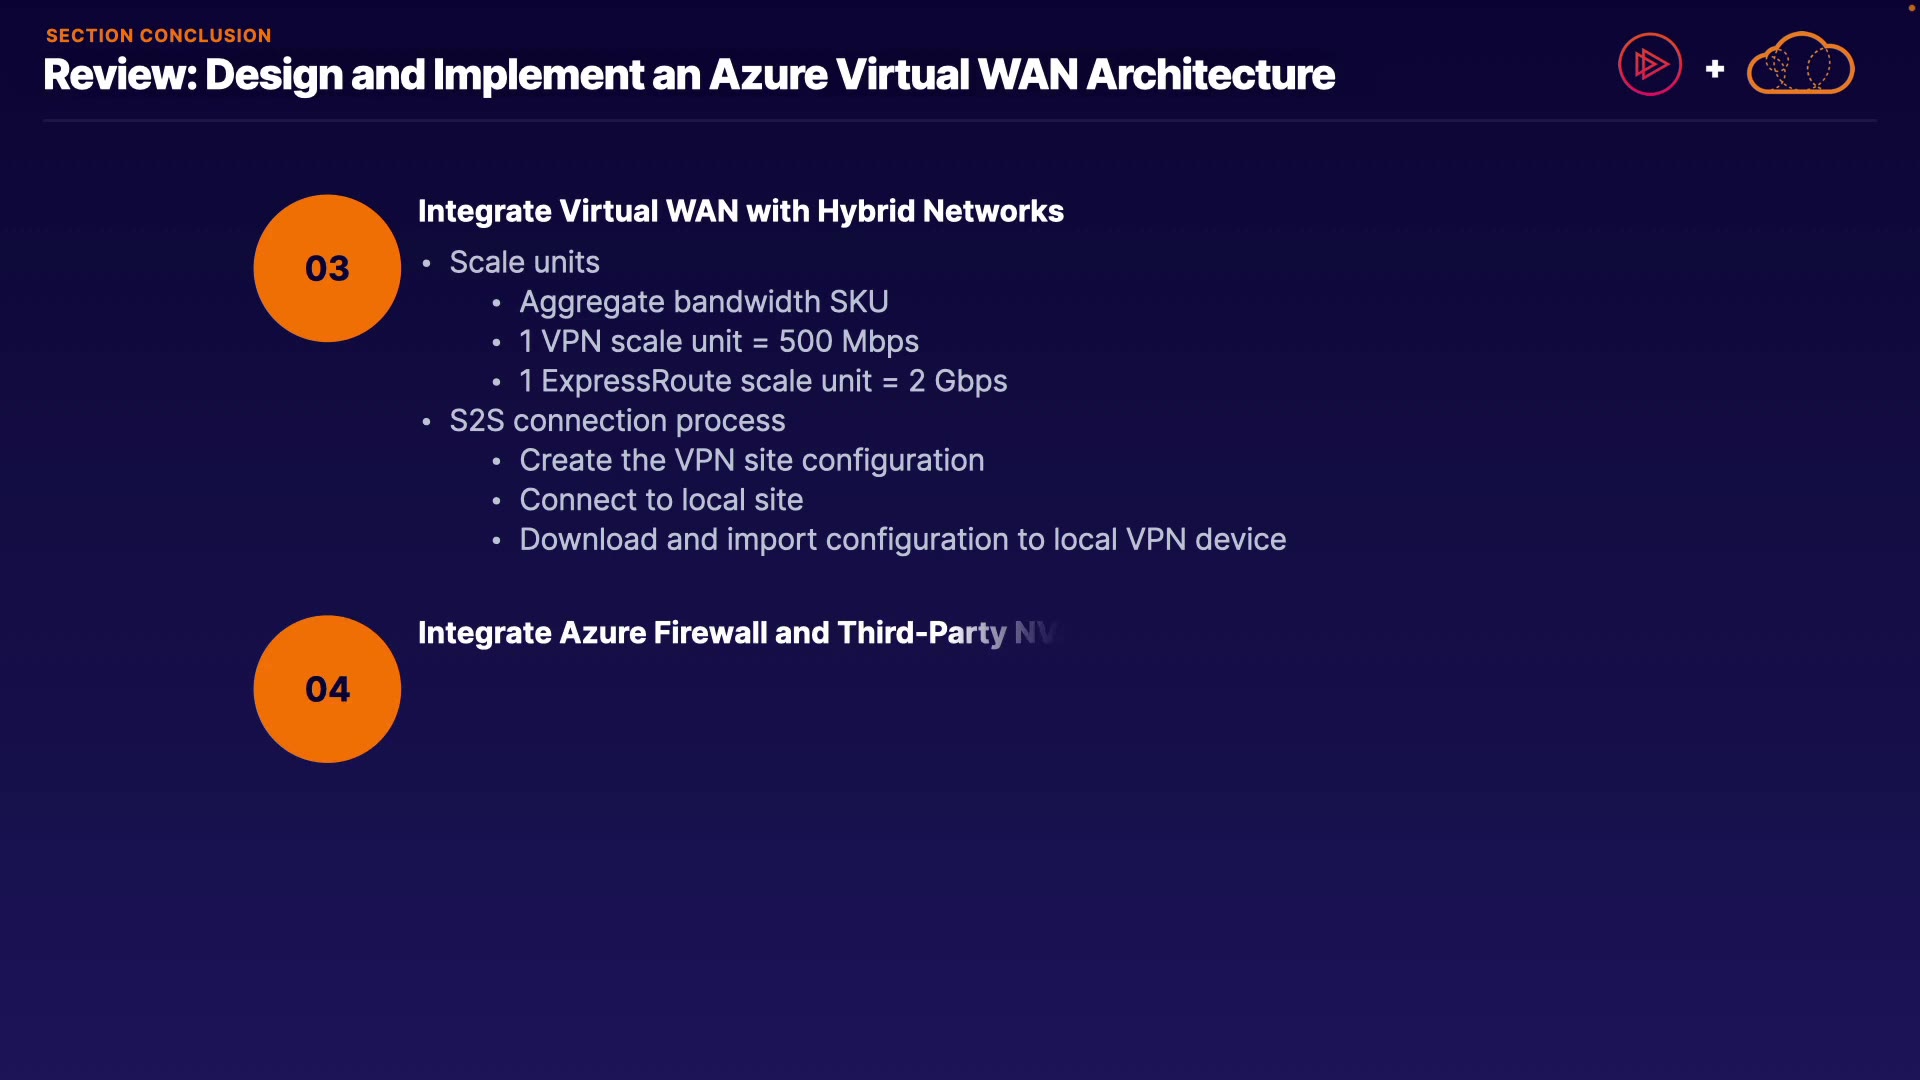 SECTION CONCLUSION
Review: Design and Implement an Azure Virtual WAN Architecture
+
03
Integrate Virtual WAN with Hybrid Networks
• Scale units
• Aggregate bandwidth SKU
• 1 VPN scale unit = 500 Mbps
• 1 ExpressRoute scale unit = 2 Gbps
• S2S connection process
• Create the VPN site configuration
• Connect to local site
• Download and import configuration to local VPN device
04
Integrate Azure Firewall and Third-Party NV